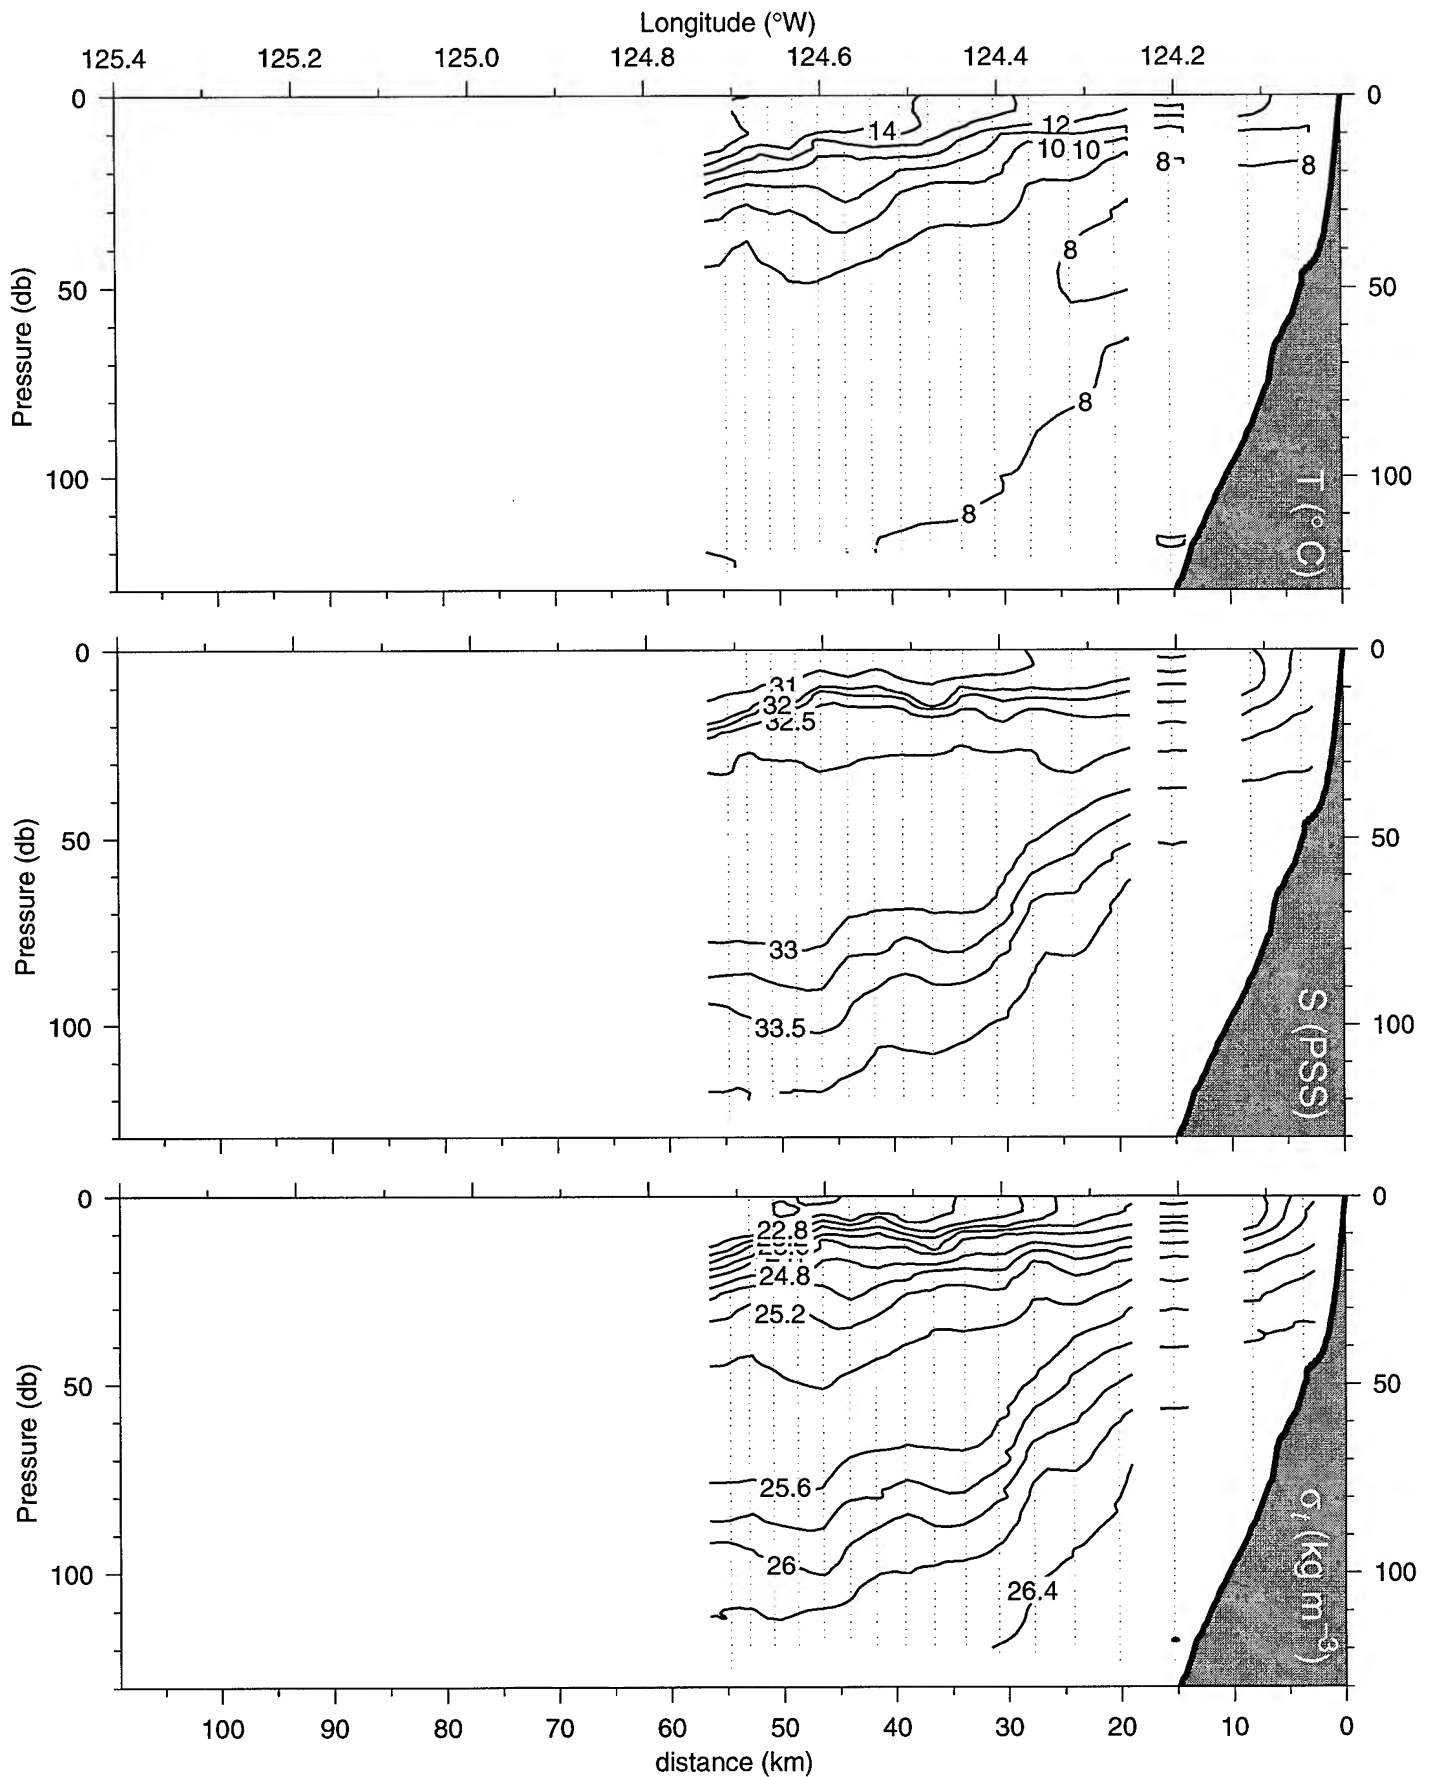 Longitude (°W)
125.4 125.2 125.0 124.8 124.6 124.4 124.2
0 0
14 12
10 10
8 8
8
50 50
Pressure (db)
8
100 100
8
T (° C)
0 0
31
32
32.5
50 50
Pressure (db)
33
S (PSS)
100 33.5 100
0 0
22.8
24.8
25.2
50 50
Pressure (db)
25.6
σt (kg m−3)
26
100 26.4 100
100 90 80 70 60 50 40 30 20 10 0
distance (km)